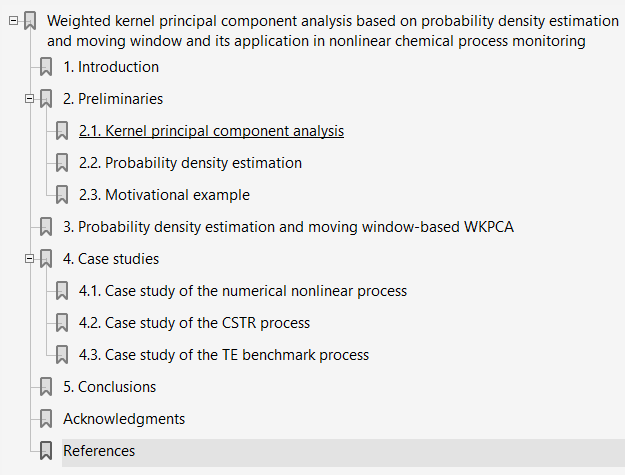 Weighted kernel principal component analysis based on probability density estimation
and moving window and its application in nonlinear chemical process monitoring
1. Introduction
2. Preliminaries
2.1. Kernel principal component analysis
2.2. Probability density estimation
2.3. Motivational example
3. Probability density estimation and moving window-based WKPCA
4. Case studies
4.1. Case study of the numerical nonlinear process
4.2. Case study of the CSTR process
4.3. Case study of the TE benchmark process
5. Conclusions
Acknowledgments
References